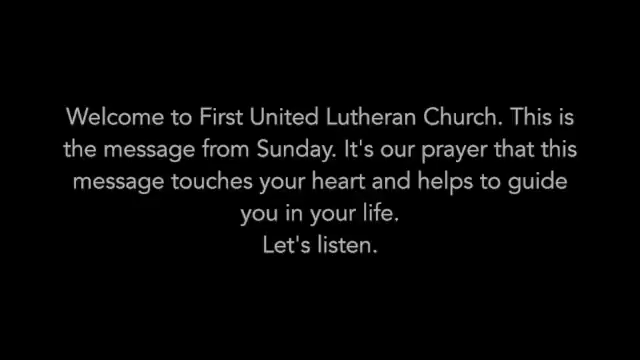 Welcome to First United Lutheran Church. This is
the message from Sunday. It's our prayer that this
message touches your heart and helps to guide
you in your life.
Let's listen.